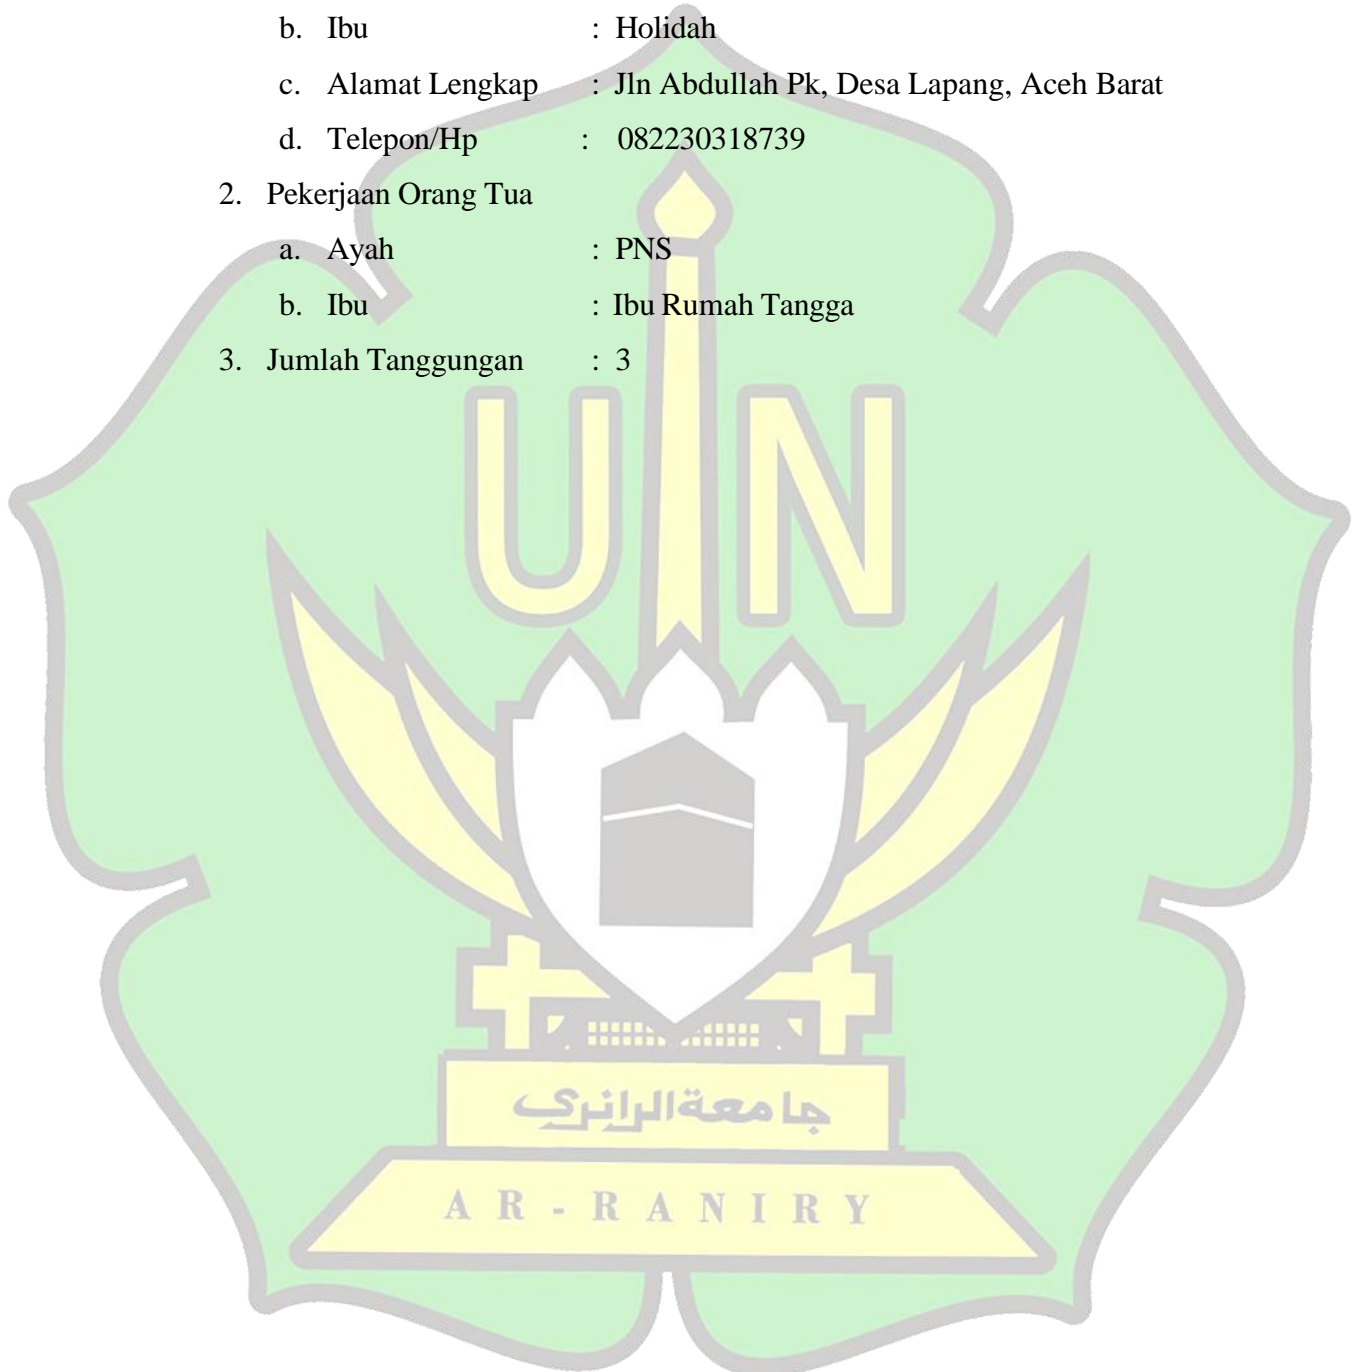 b. Ibu : Holidah
c. Alamat Lengkap : Jln Abdullah Pk, Desa Lapang, Aceh Barat
d. Telepon/Hp : 082230318739
2. Pekerjaan Orang Tua
a. Ayah : PNS
b. Ibu : Ibu Rumah Tangga
3. Jumlah Tanggungan : 3
UIN
جامعة الرانري
AR-RANIRY